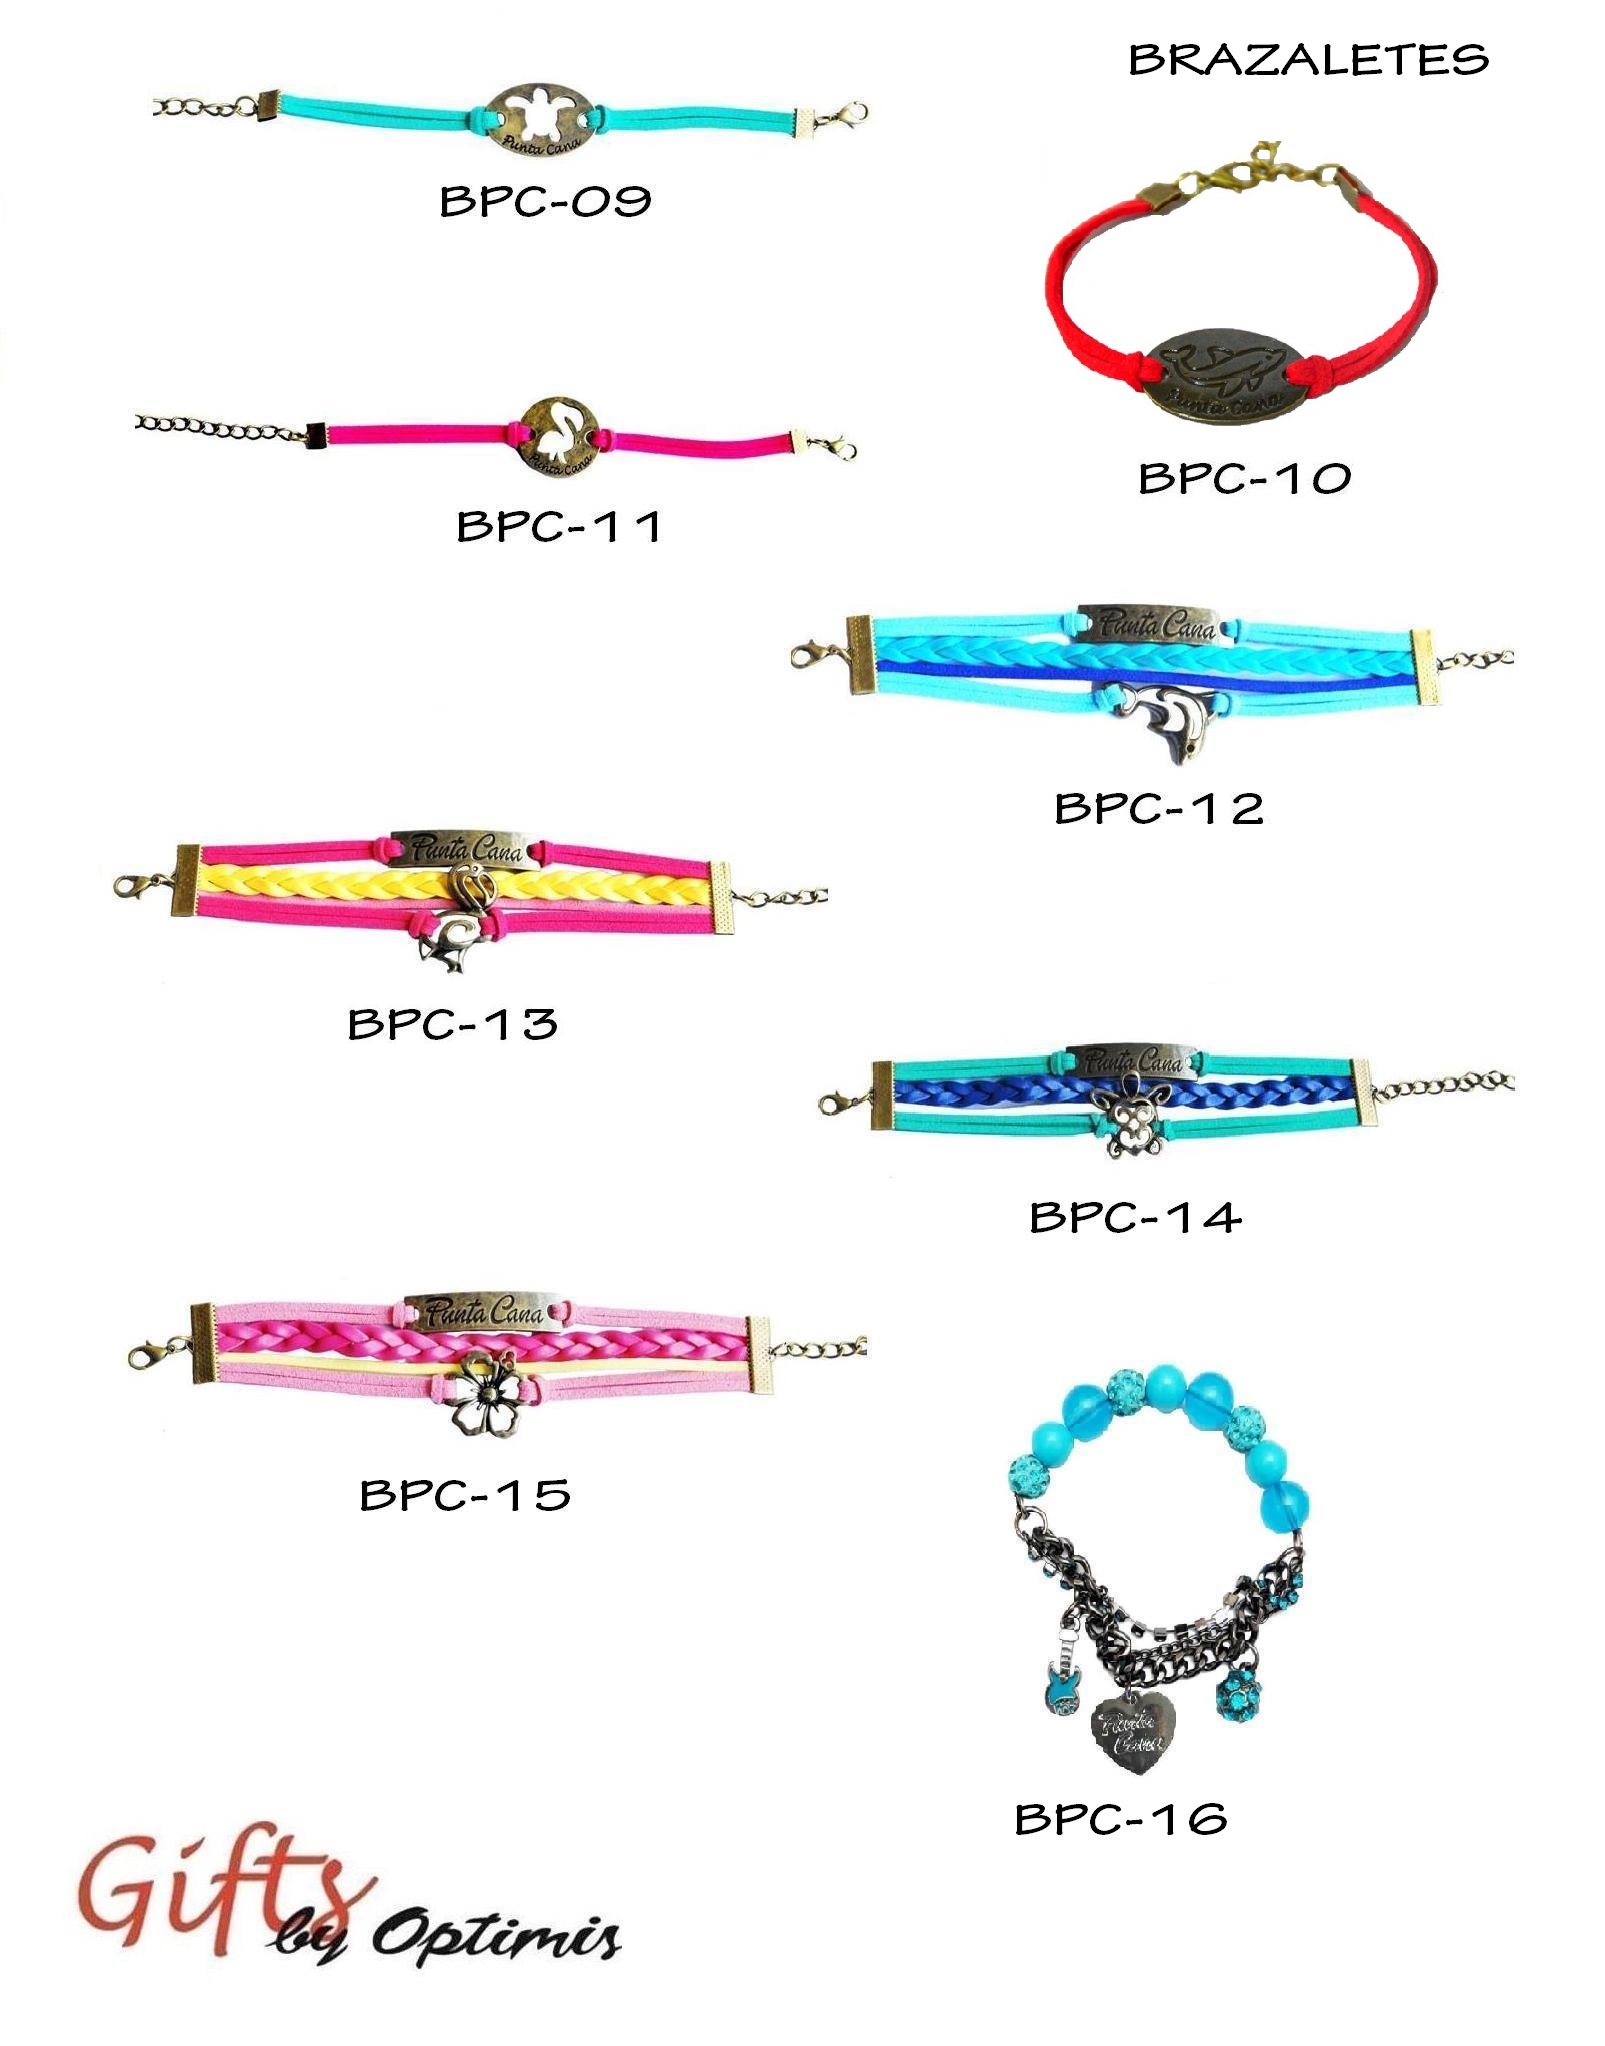 BRAZALETES
Punta Cana
BPC-09
Punta Cana
BPC-10
Punta Cana
BPC-11
Punta Cana
BPC-12
Punta Cana
BPC-13
Punta Cana
BPC-14
Punta Cana
BPC-15
Punta
Cana
BPC-16
Gifts
by Optimis